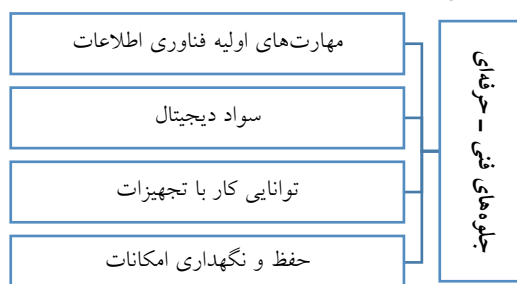 جلوه‌های فنی - حرفه‌ای
مهارت‌های اولیه فناوری اطلاعات
سواد دیجیتال
توانایی کار با تجهیزات
حفظ و نگهداری امکانات